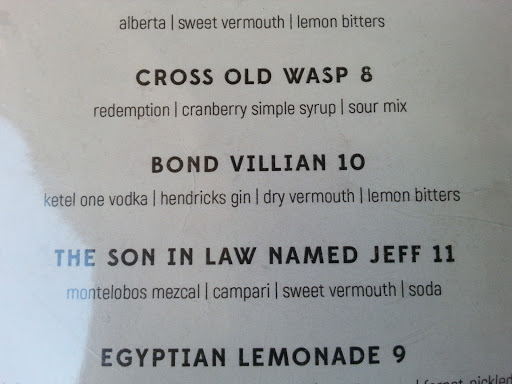 alberta | sweet vermouth | lemon bitters
CROSS OLD WASP 8
redemption | cranberry simple syrup | sour mix
BOND VILLIAN 10
ketel one vodka | hendricks gin | dry vermouth | lemon bitters
THE SON IN LAW NAMED JEFF 11
montelobos mezcal | campari | sweet vermouth | soda
EGYPTIAN LEMONADE 9
| fernet, pickled